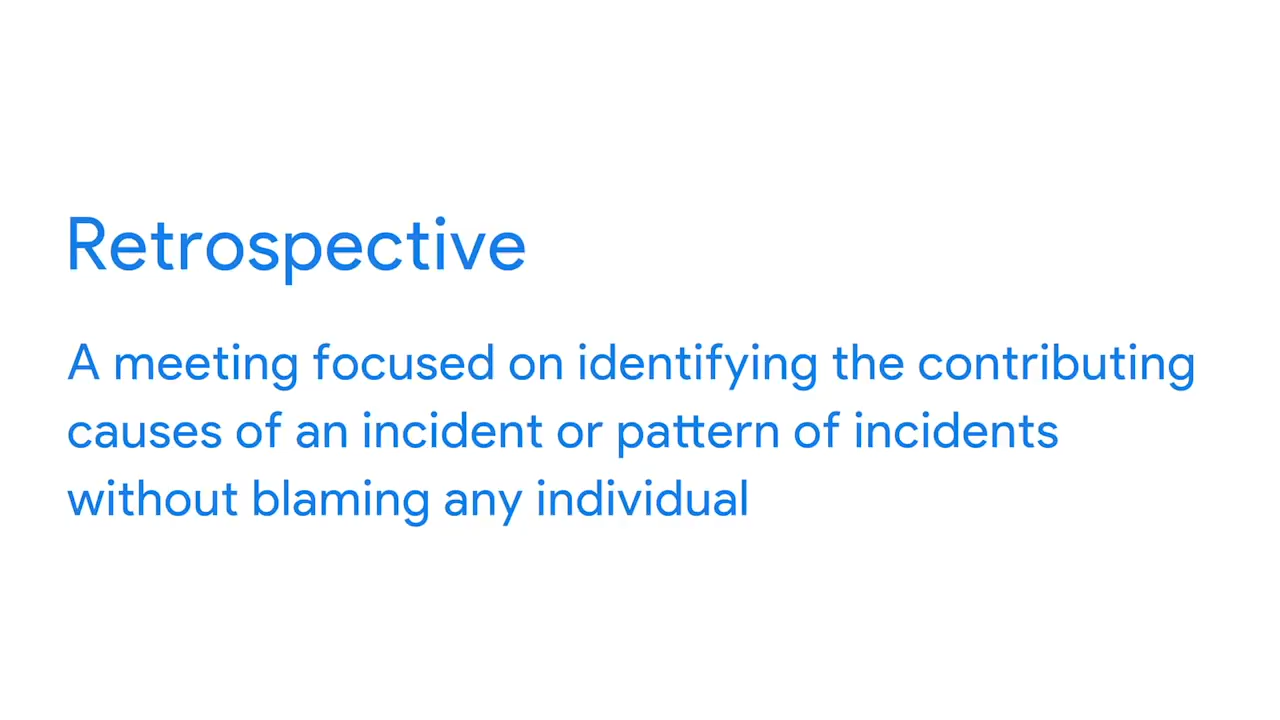 Retrospective
A meeting focused on identifying the contributing
causes of an incident or pattern of incidents
without blaming any individual